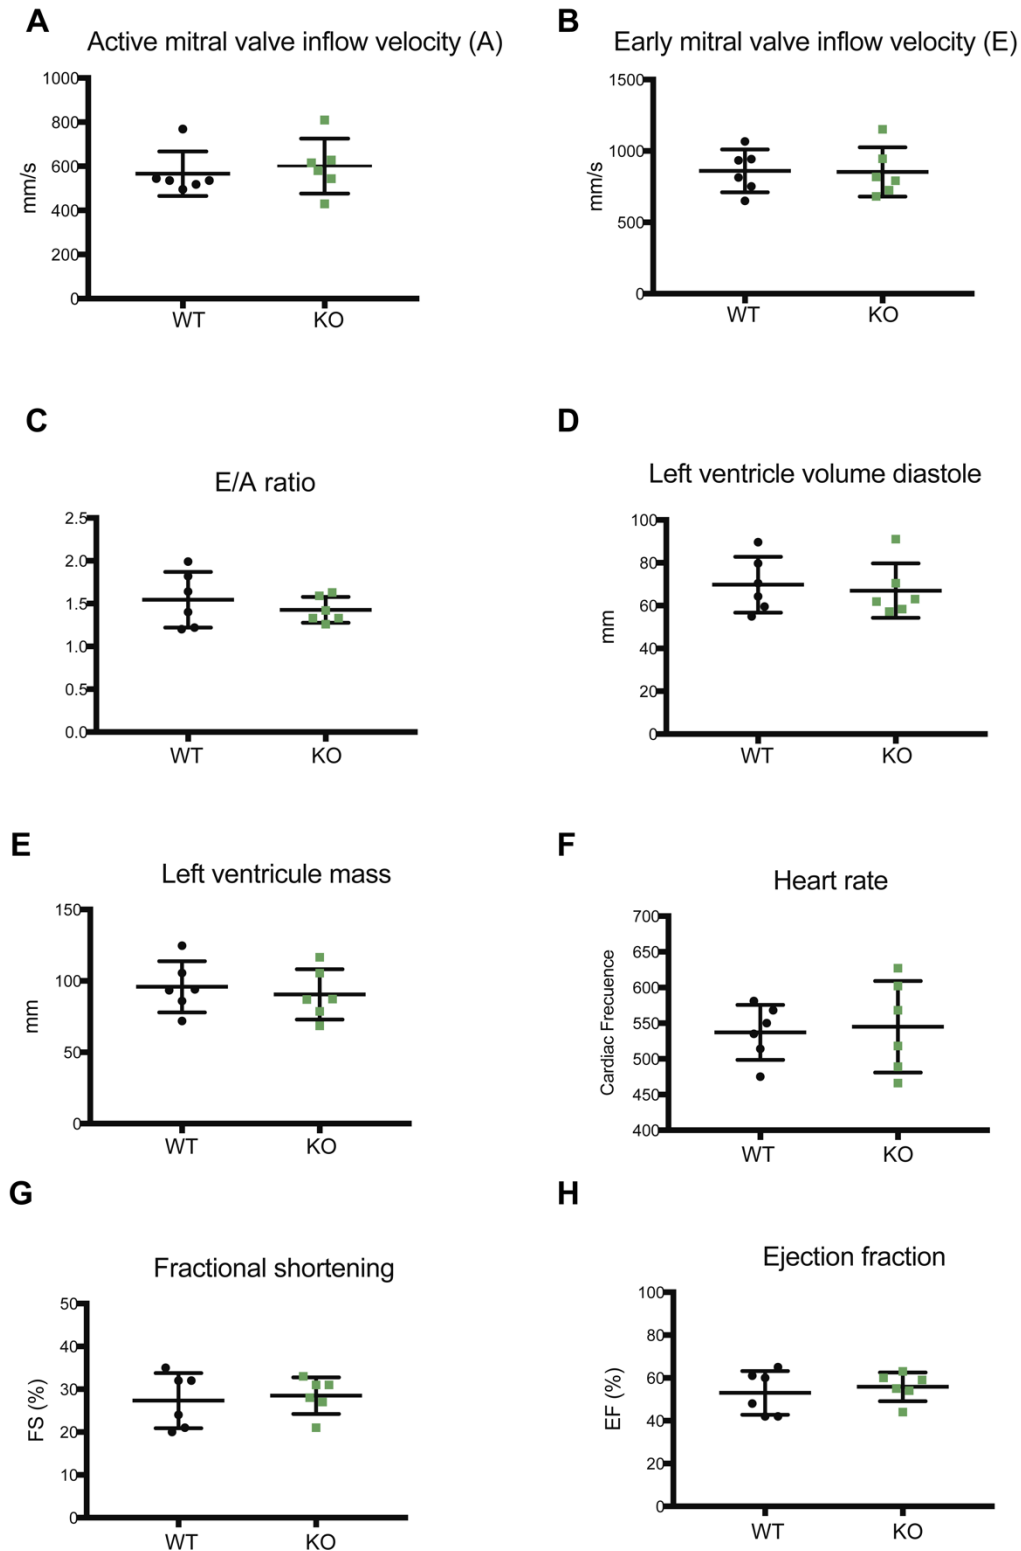 A
Active mitral valve inflow velocity (A)
1000
800
600
400
200
0
mm/s
WT KO
B
Early mitral valve inflow velocity (E)
1500
1000
500
0
mm/s
WT KO
C
E/A ratio
2.5
2.0
1.5
1.0
0.5
0.0
WT KO
D
Left ventricle volume diastole
100
80
60
40
20
0
mm
WT KO
E
Left ventricule mass
150
100
50
0
mm
WT KO
F
Heart rate
700
650
600
550
500
450
400
Cardiac Frecuence
WT KO
G
Fractional shortening
50
40
30
20
10
0
FS (%)
WT KO
H
Ejection fraction
100
80
60
40
20
0
EF (%)
WT KO